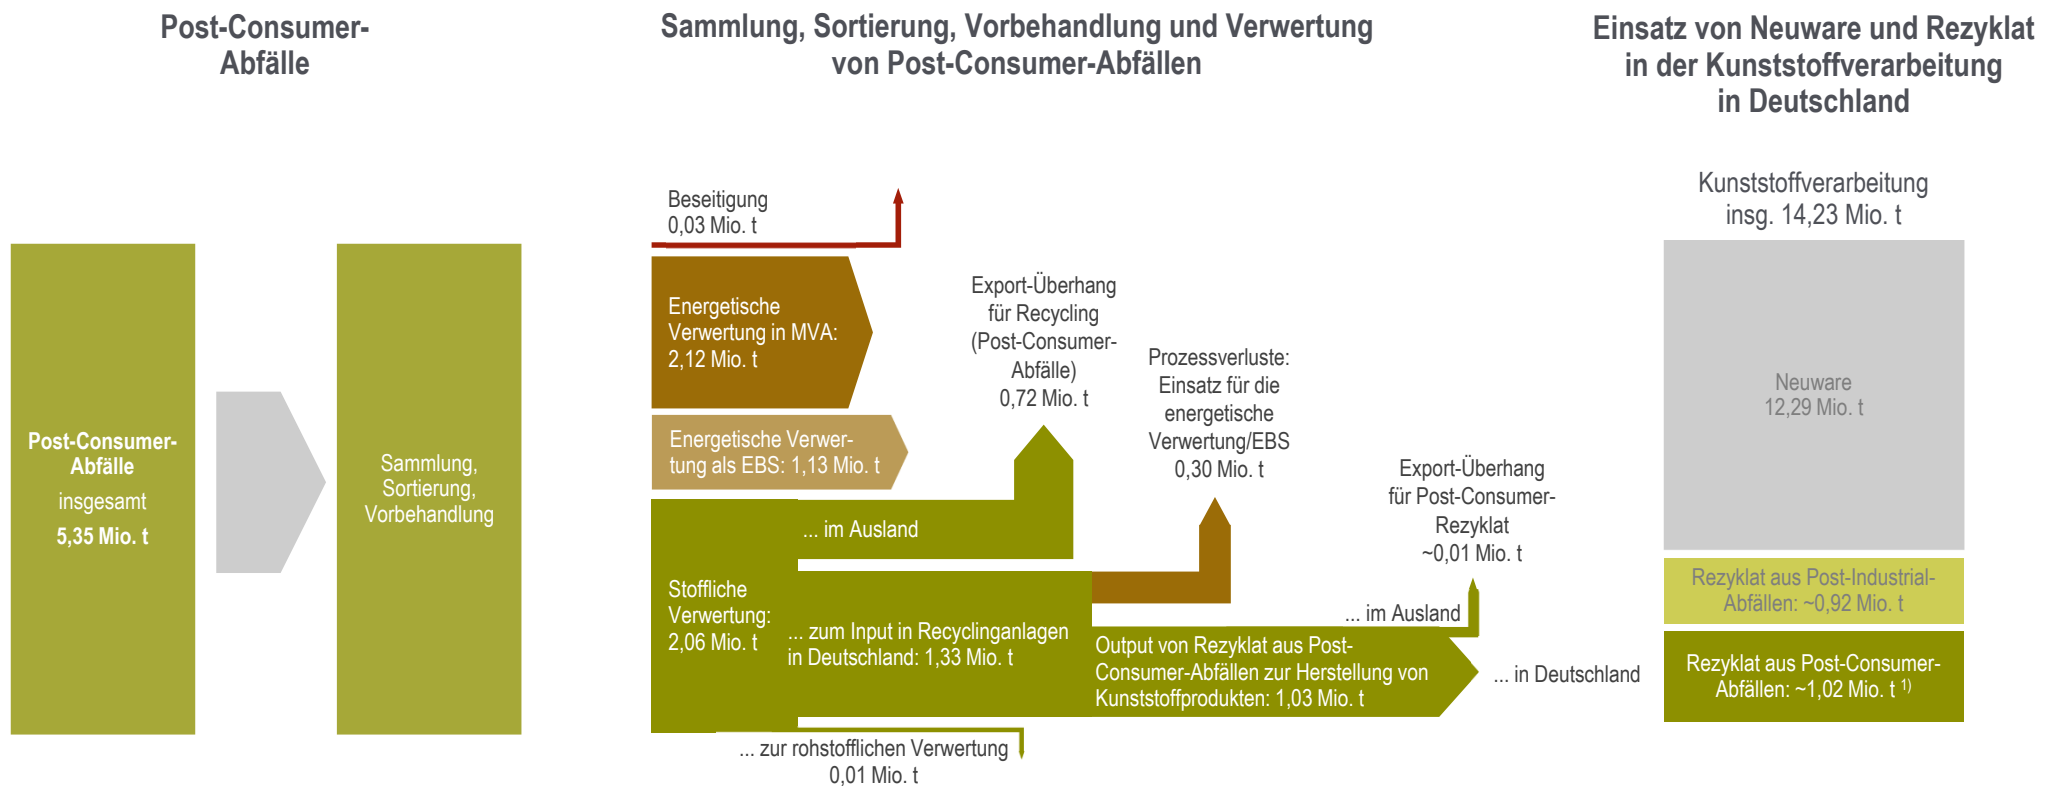 Post-Consumer-
Abfälle
Sammlung, Sortierung, Vorbehandlung und Verwertung
von Post-Consumer-Abfällen
Einsatz von Neuware und Rezyklat
in der Kunststoffverarbeitung
in Deutschland
Post-Consumer-
Abfälle
insgesamt
5,35 Mio. t
Sammlung,
Sortierung,
Vorbehandlung
Beseitigung
0,03 Mio. t
Energetische
Verwertung in MVA:
2,12 Mio. t
Energetische Verwer-
tung als EBS: 1,13 Mio. t
Stoffliche
Verwertung:
2,06 Mio. t
... im Ausland
Export-Überhang
für Recycling
(Post-Consumer-
Abfälle)
0,72 Mio. t
... zum Input in Recyclinganlagen
in Deutschland: 1,33 Mio. t
Prozessverluste:
Einsatz für die
energetische
Verwertung/EBS
0,30 Mio. t
Output von Rezyklat aus Post-
Consumer-Abfällen zur Herstellung von
Kunststoffprodukten: 1,03 Mio. t
Export-Überhang
für Post-Consumer-
Rezyklat
~0,01 Mio. t
... im Ausland
... in Deutschland
... zur rohstofflichen Verwertung
0,01 Mio. t
Kunststoffverarbeitung
insg. 14,23 Mio. t
Neuware
12,29 Mio. t
Rezyklat aus Post-Industrial-
Abfällen: ~0,92 Mio. t
Rezyklat aus Post-Consumer-
Abfällen: ~1,02 Mio. t 1)